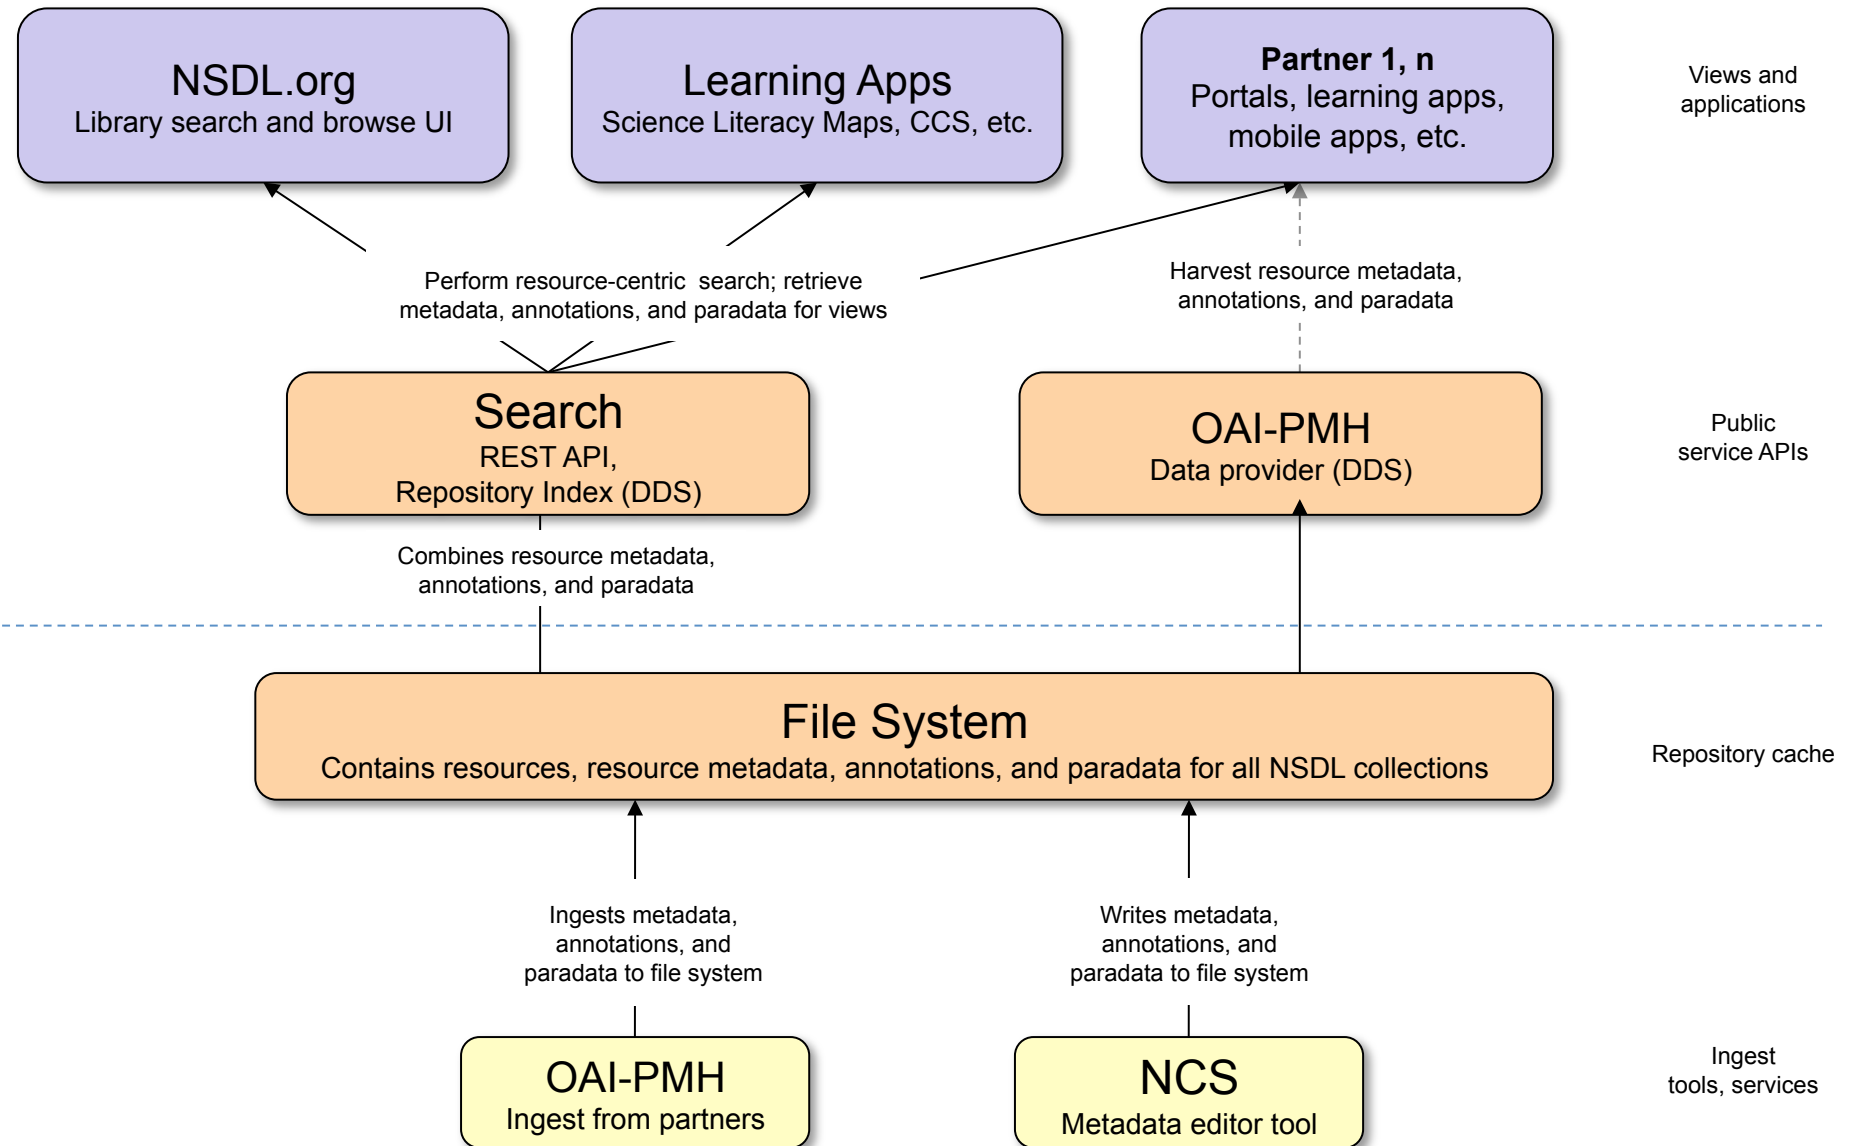 NSDL.org
Library search and browse UI
Learning Apps
Science Literacy Maps, CCS, etc.
Partner 1, n
Portals, learning apps,
mobile apps, etc.
Views and
applications
Perform resource-centric search; retrieve
metadata, annotations, and paradata for views
Harvest resource metadata,
annotations, and paradata
Search
REST API,
Repository Index (DDS)
OAI-PMH
Data provider (DDS)
Public
service APIs
Combines resource metadata,
annotations, and paradata
File System
Contains resources, resource metadata, annotations, and paradata for all NSDL collections
Repository cache
Ingests metadata,
annotations, and
paradata to file system
Writes metadata,
annotations, and
paradata to file system
OAI-PMH
Ingest from partners
NCS
Metadata editor tool
Ingest
tools, services